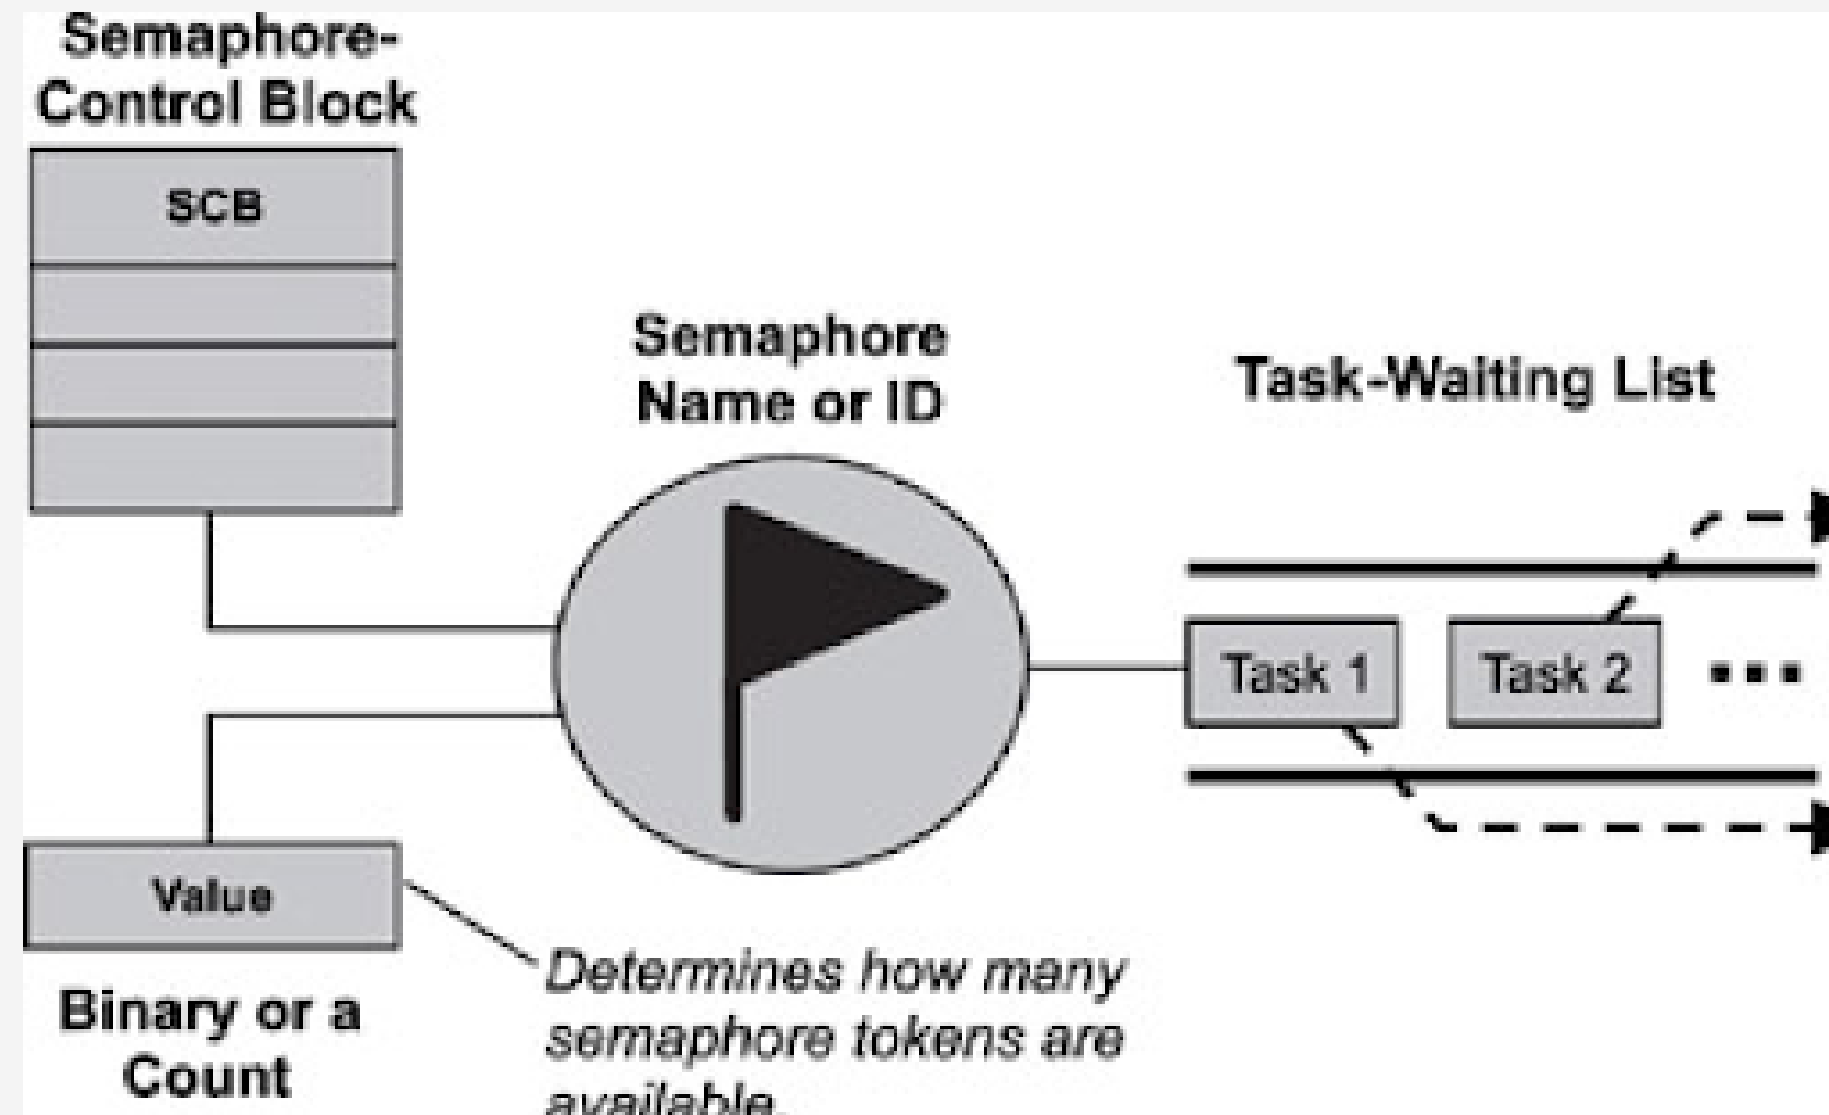 Semaphore-
Control Block
SCB
Semaphore
Name or ID
Task-Waiting List
Task 1
Task 2
...
Value
Binary or a
Count
Determines how many
semaphore tokens are
available.